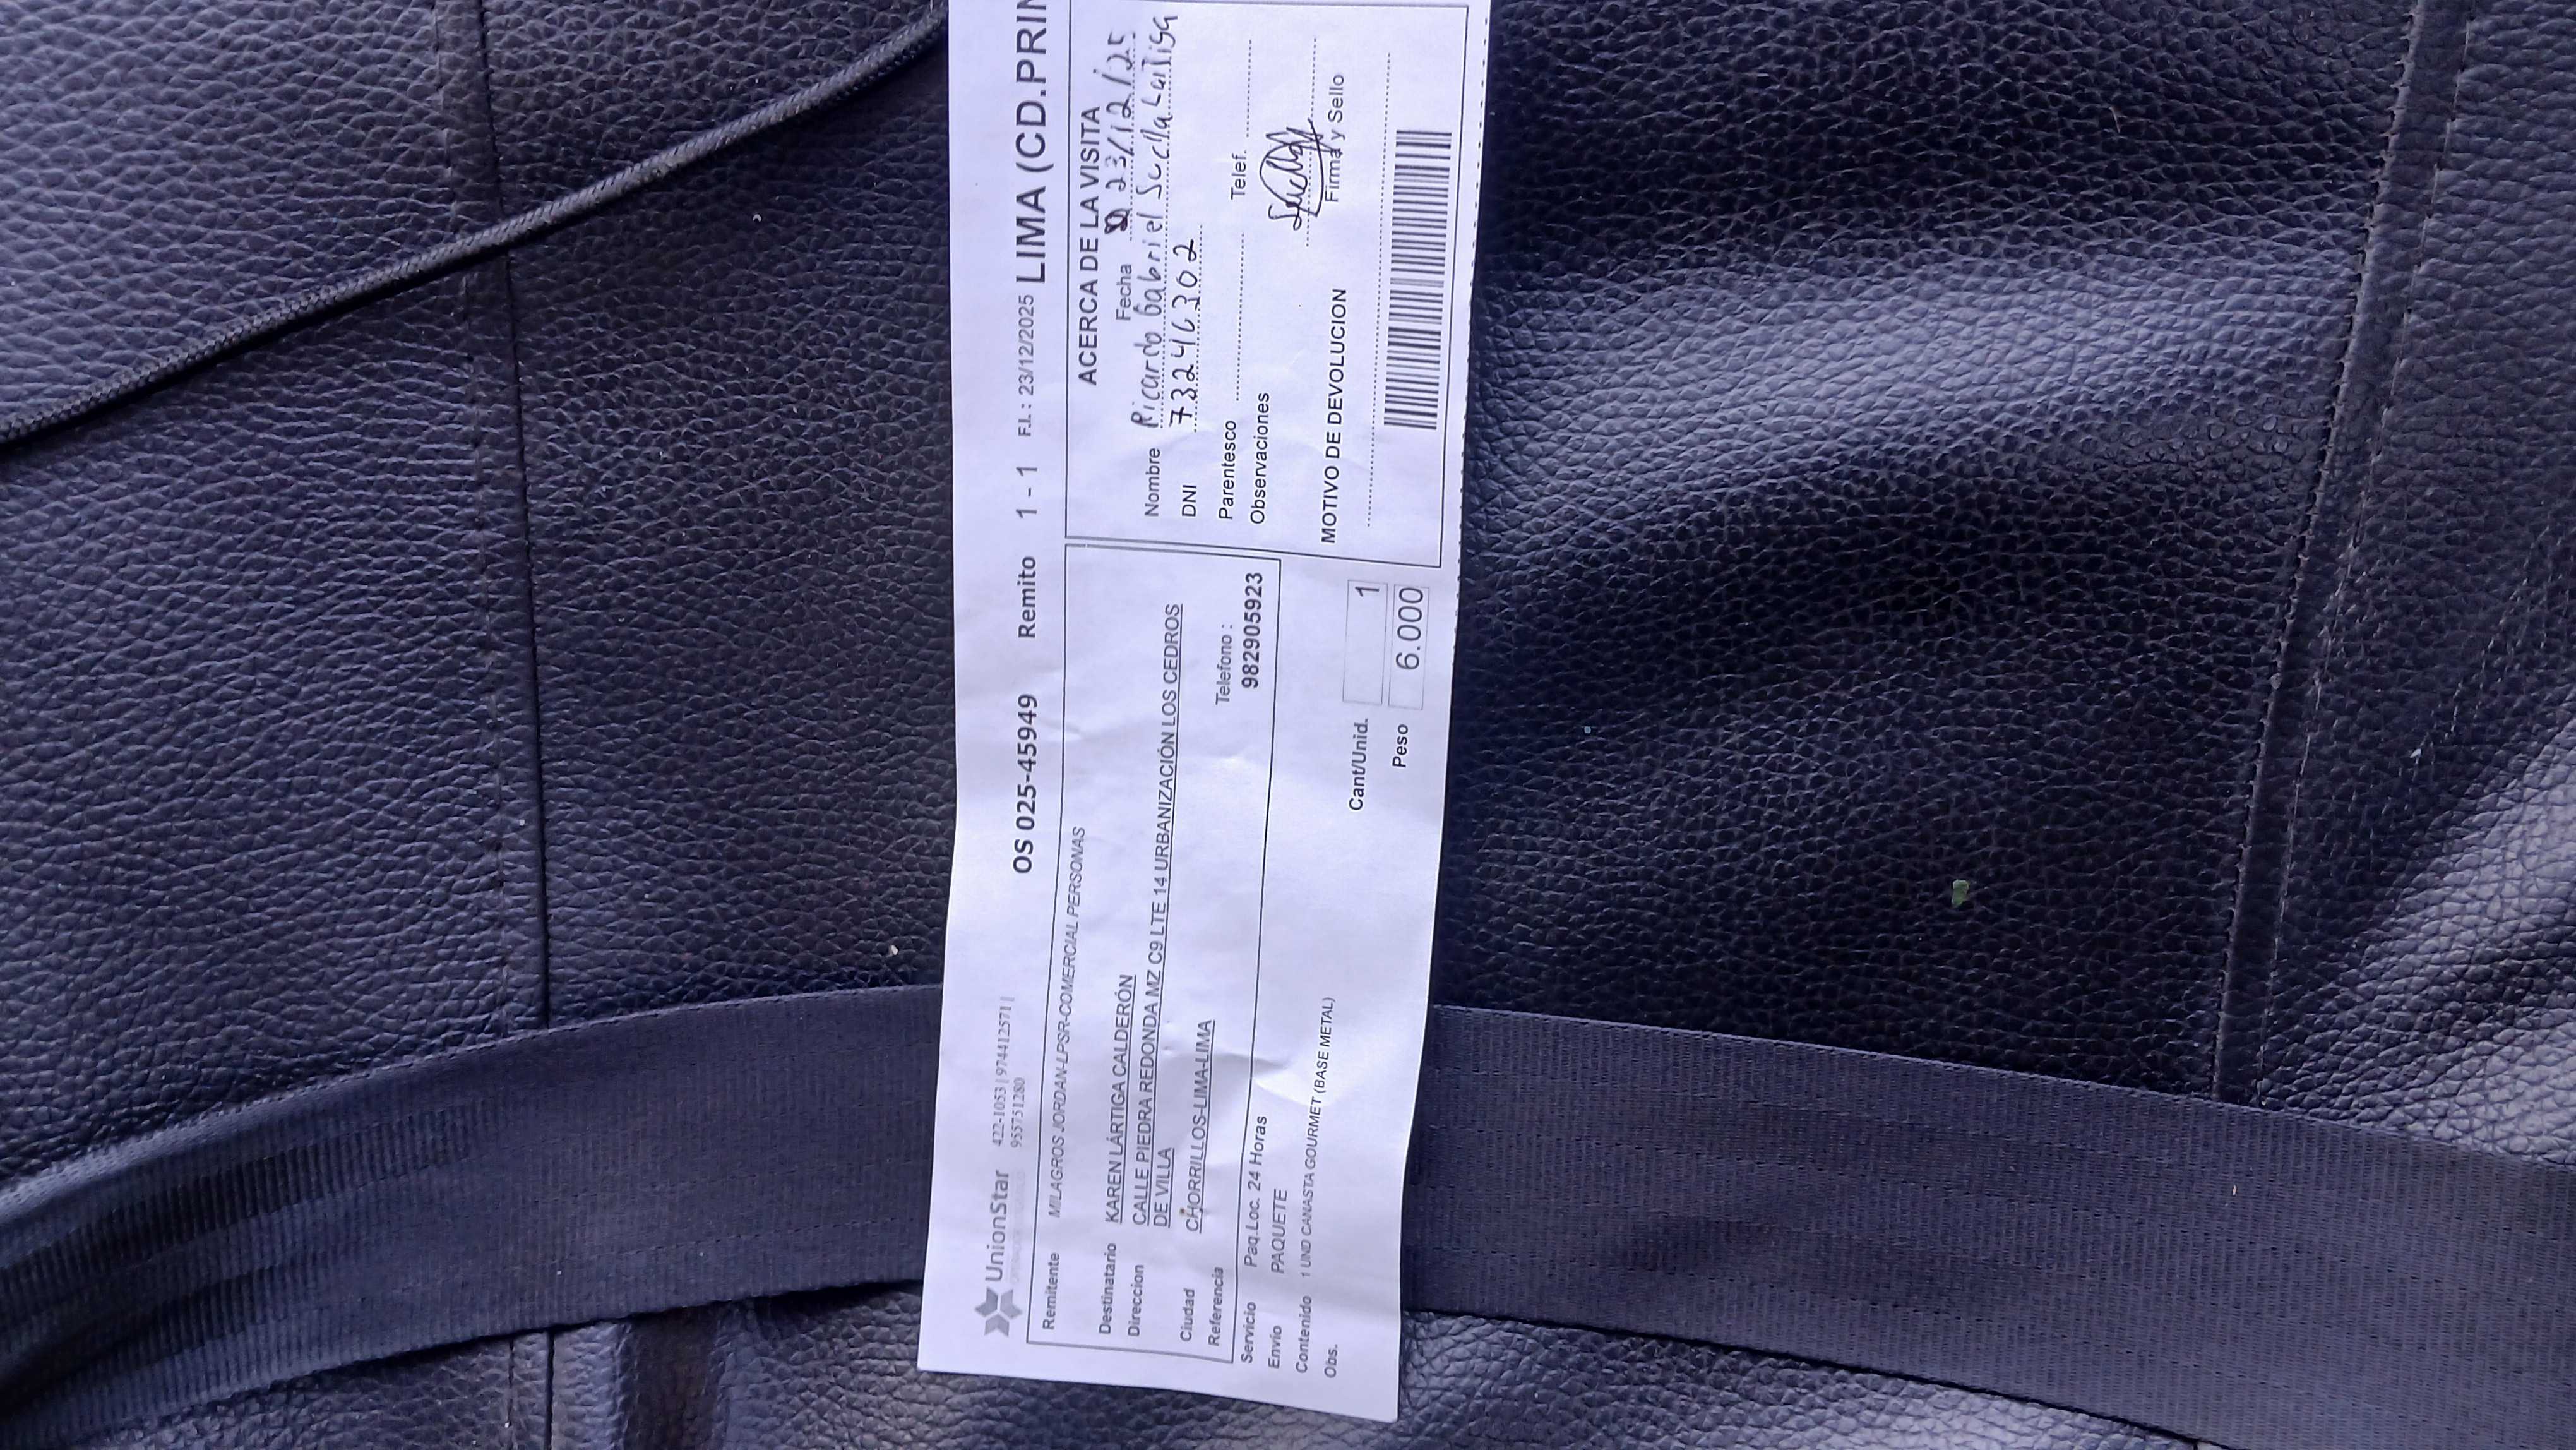 UnionStar 422-1053 | 974412571 |
955751280
OS 025-45949 Remito 1 - 1 F.I. : 23/12/2025 LIMA (CD.PRIN
Remitente MILAGROS JORDAN-LPSR-COMERCIAL PERSONAS
Destinatario KAREN LÁRTIGA CALDERÓN
Direccion CALLE PIEDRA REDONDA MZ C9 LTE 14 URBANIZACIÓN LOS CEDROS
DE VILLA
Ciudad CHORRILLOS-LIMA-LIMA
Referencia
Telefono :
982905923
Servicio Paq.Loc. 24 Horas
Envío PAQUETE
Contenido 1 UND CANASTA GOURMET (BASE METAL)
Obs.
Cant/Unid. 1
Peso 6.000
ACERCA DE LA VISITA
Fecha 23/12/25
Nombre Ricardo Gabriel Suclla Lartiga
DNI 73246302
Parentesco Telef.
Observaciones
Firma y Sello
MOTIVO DE DEVOLUCION